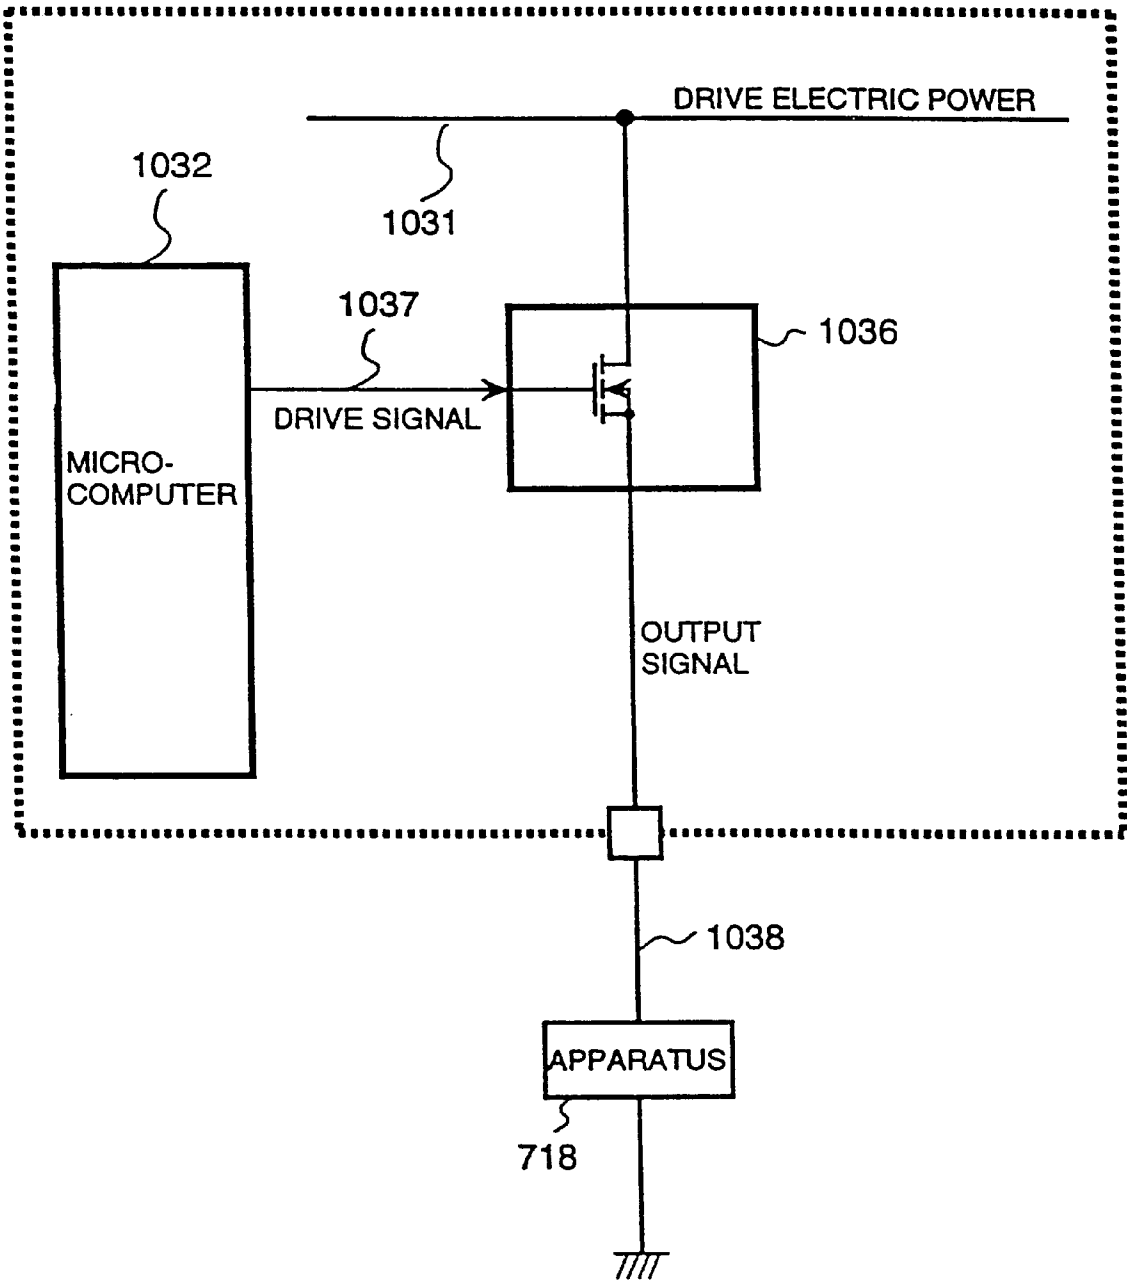 DRIVE ELECTRIC POWER
1032
1031
1037
1036
DRIVE SIGNAL
MICRO-
COMPUTER
OUTPUT
SIGNAL
1038
APPARATUS
718